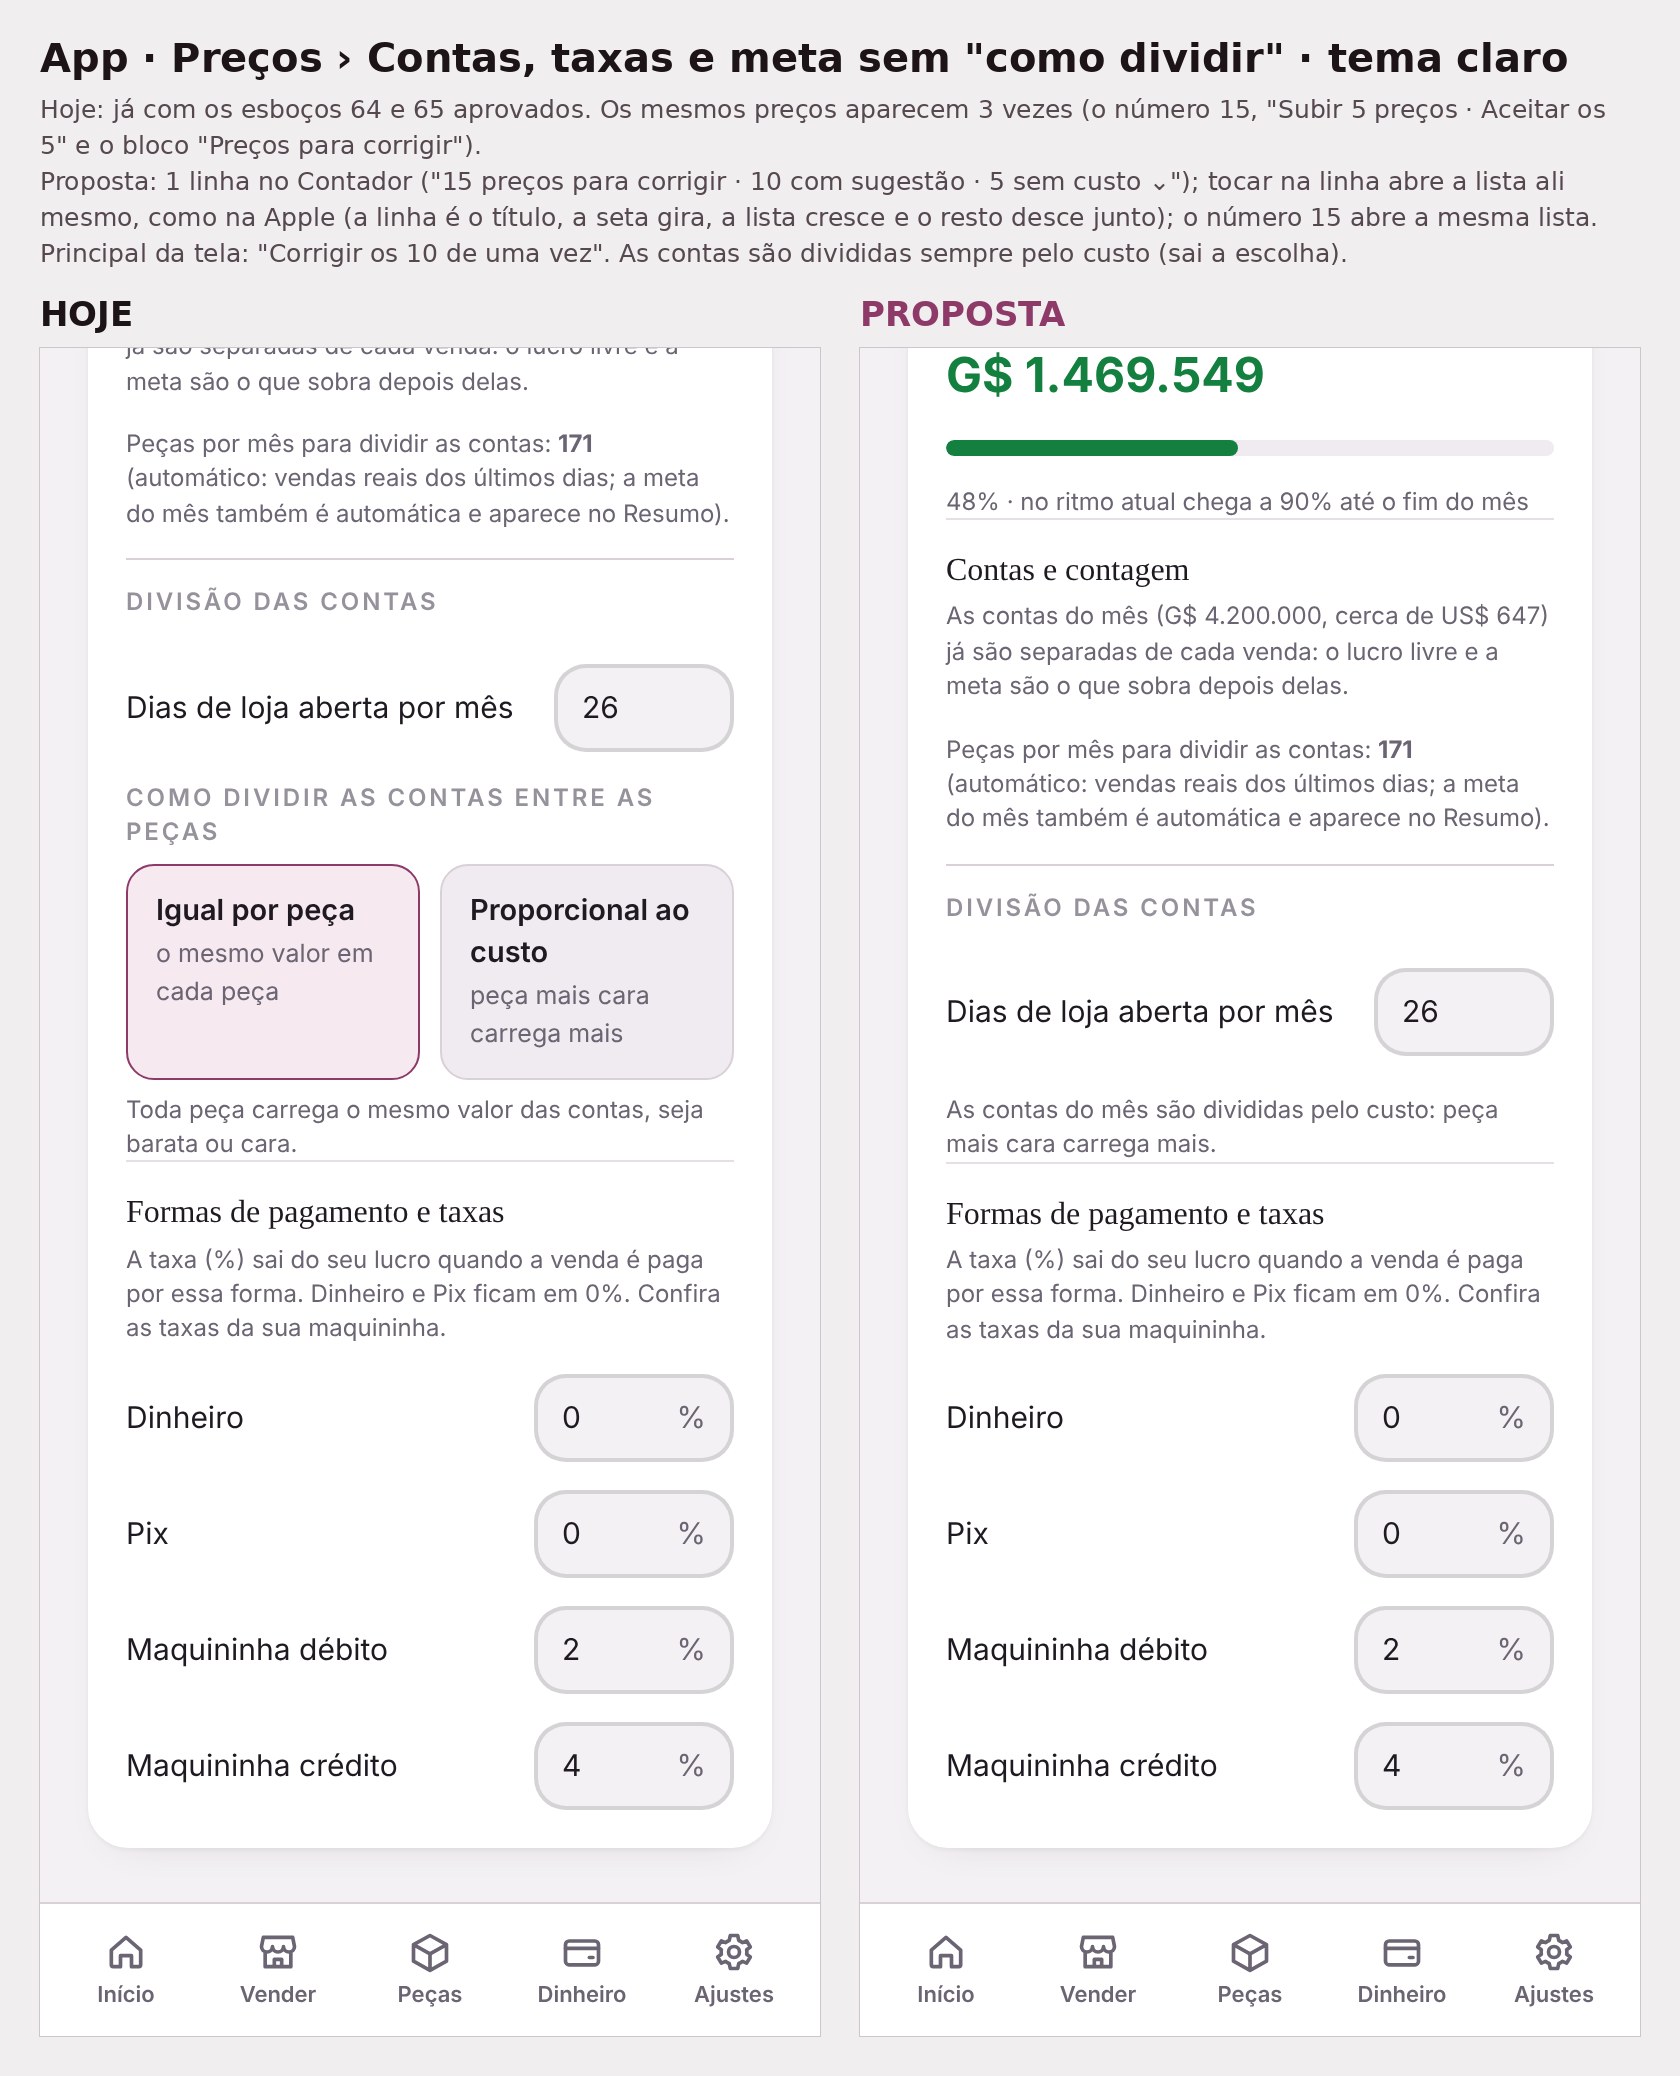 App · Preços › Contas, taxas e meta sem "como dividir" · tema claro
Hoje: já com os esboços 64 e 65 aprovados. Os mesmos preços aparecem 3 vezes (o número 15, "Subir 5 preços · Aceitar os
5" e o bloco "Preços para corrigir").
Proposta: 1 linha no Contador ("15 preços para corrigir · 10 com sugestão · 5 sem custo ⌄"); tocar na linha abre a lista ali
mesmo, como na Apple (a linha é o título, a seta gira, a lista cresce e o resto desce junto); o número 15 abre a mesma lista.
Principal da tela: "Corrigir os 10 de uma vez". As contas são divididas sempre pelo custo (sai a escolha).
HOJE
já são separadas de cada venda: o lucro livre e a
meta são o que sobra depois delas.
Peças por mês para dividir as contas: 171
(automático: vendas reais dos últimos dias; a meta
do mês também é automática e aparece no Resumo).
DIVISÃO DAS CONTAS
Dias de loja aberta por mês 26
COMO DIVIDIR AS CONTAS ENTRE AS
PEÇAS
Igual por peça
o mesmo valor em
cada peça
Proporcional ao
custo
peça mais cara
carrega mais
Toda peça carrega o mesmo valor das contas, seja
barata ou cara.
Formas de pagamento e taxas
A taxa (%) sai do seu lucro quando a venda é paga
por essa forma. Dinheiro e Pix ficam em 0%. Confira
as taxas da sua maquininha.
Dinheiro 0 %
Pix 0 %
Maquininha débito 2 %
Maquininha crédito 4 %
Início Vender Peças Dinheiro Ajustes
PROPOSTA
G$ 1.469.549
48% · no ritmo atual chega a 90% até o fim do mês
Contas e contagem
As contas do mês (G$ 4.200.000, cerca de US$ 647)
já são separadas de cada venda: o lucro livre e a
meta são o que sobra depois delas.
Peças por mês para dividir as contas: 171
(automático: vendas reais dos últimos dias; a meta
do mês também é automática e aparece no Resumo).
DIVISÃO DAS CONTAS
Dias de loja aberta por mês 26
As contas do mês são divididas pelo custo: peça
mais cara carrega mais.
Formas de pagamento e taxas
A taxa (%) sai do seu lucro quando a venda é paga
por essa forma. Dinheiro e Pix ficam em 0%. Confira
as taxas da sua maquininha.
Dinheiro 0 %
Pix 0 %
Maquininha débito 2 %
Maquininha crédito 4 %
Início Vender Peças Dinheiro Ajustes